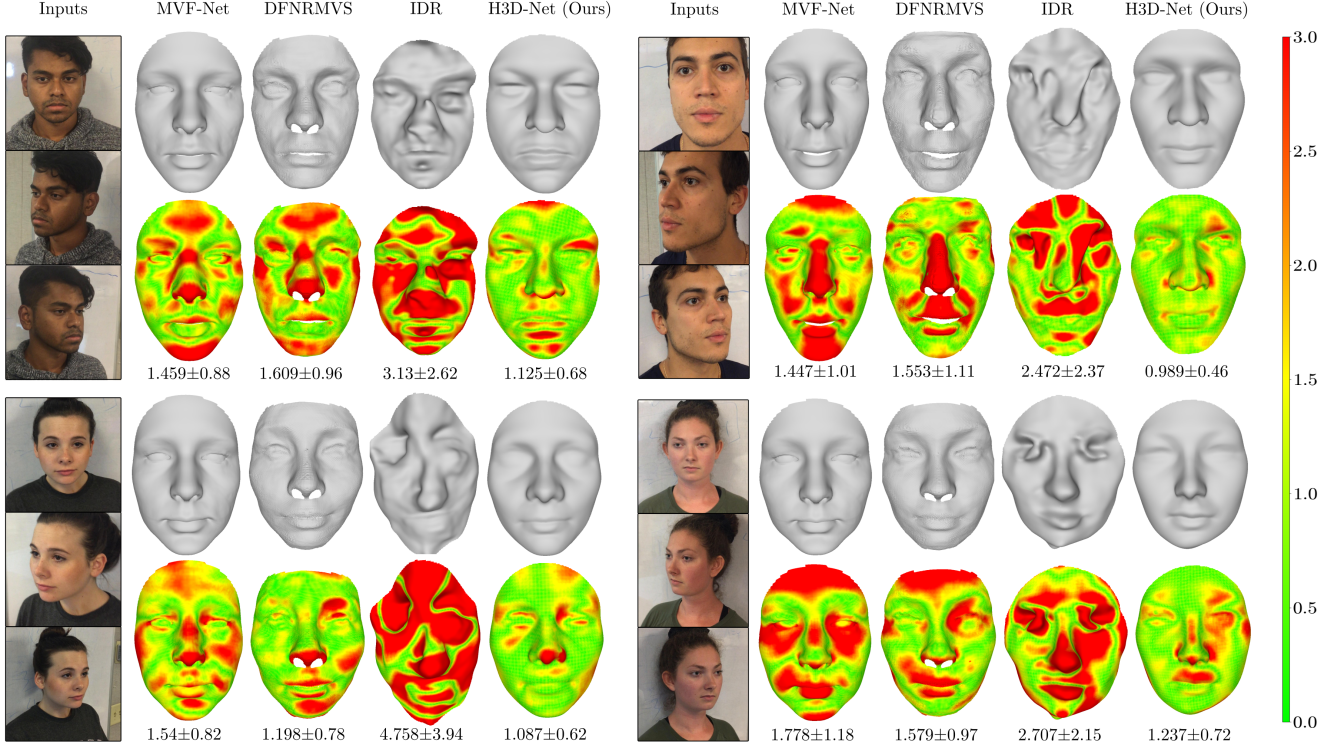 Inputs MVF-Net DFNRMVS IDR H3D-Net (Ours) Inputs MVF-Net DFNRMVS IDR H3D-Net (Ours)
3.0
2.5
2.0
1.459±0.88 1.609±0.96 3.13±2.62 1.125±0.68 1.447±1.01 1.553±1.11 2.472±2.37 0.989±0.46
1.5
1.0
0.5
0.0
1.54±0.82 1.198±0.78 4.758±3.94 1.087±0.62 1.778±1.18 1.579±0.97 2.707±2.15 1.237±0.72